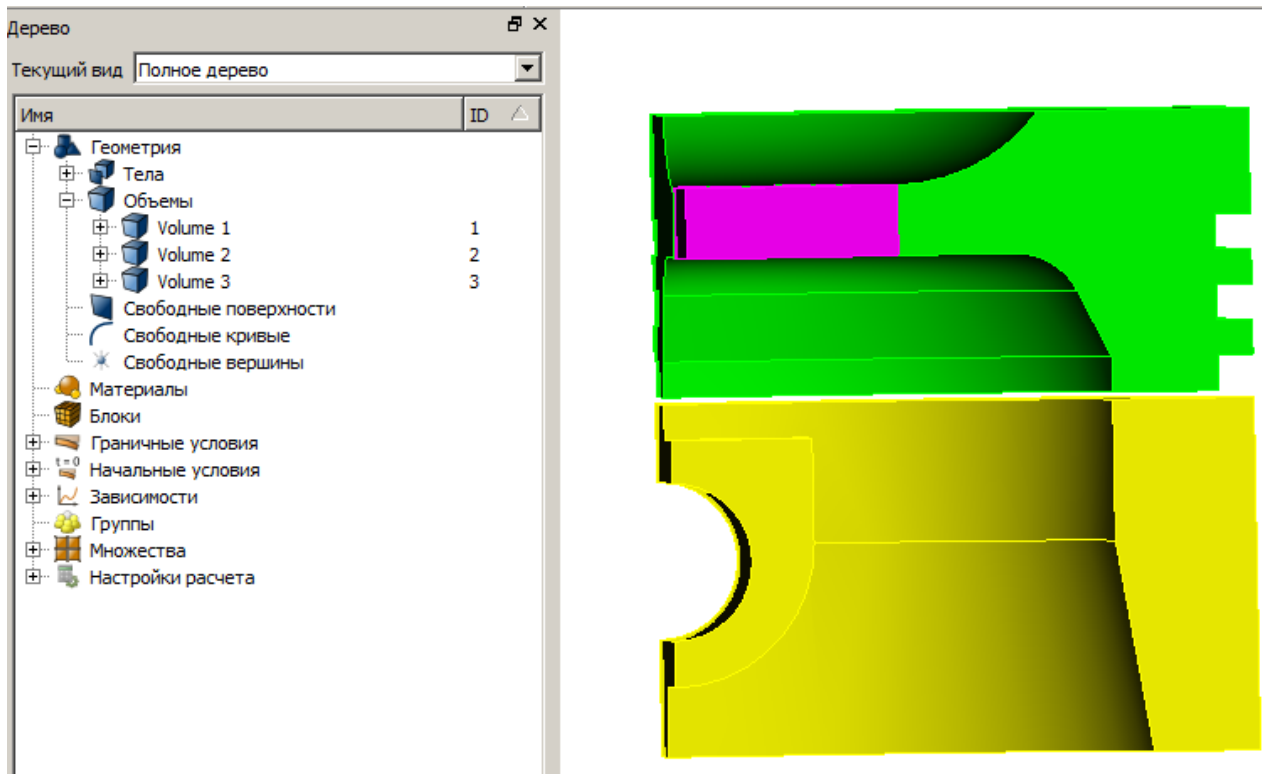 Дерево
Текущий вид Полное дерево
Имя ID
Геометрия
Тела
Объемы
Volume 1 1
Volume 2 2
Volume 3 3
Свободные поверхности
Свободные кривые
Свободные вершины
Материалы
Блоки
Граничные условия
t=0 Начальные условия
Зависимости
Группы
Множества
Настройки расчета